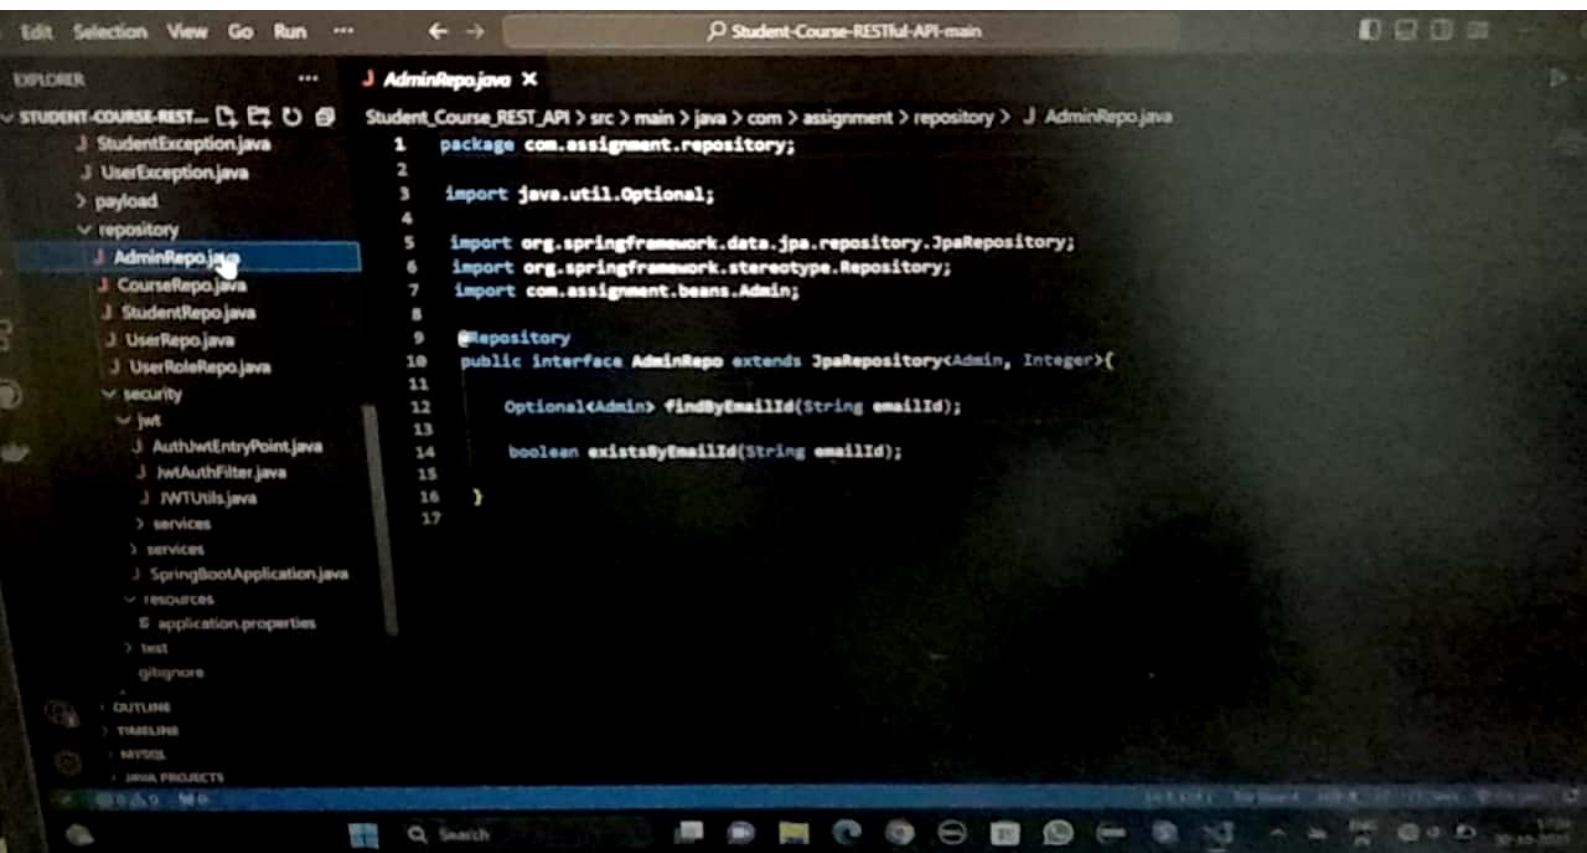 Edit Selection View Go Run ... Student-Course-RESTful-API-main
EXPLORER ...
STUDENT-COURSE-REST...
StudentException.java
UserException.java
payload
repository
AdminRepo.java
CourseRepo.java
StudentRepo.java
UserRepo.java
UserRoleRepo.java
security
jwt
AuthJwtEntryPoint.java
JwtAuthFilter.java
JWTUtils.java
services
services
SpringBootApplication.java
resources
application.properties
test
gitignore
OUTLINE
TIMELINE
MYSQL
JAVA PROJECTS
J AdminRepo.java X
Student_Course_REST_API > src > main > java > com > assignment > repository > J AdminRepo.java
1 package com.assignment.repository;
2
3 import java.util.Optional;
4
5 import org.springframework.data.jpa.repository.JpaRepository;
6 import org.springframework.stereotype.Repository;
7 import com.assignment.beans.Admin;
8
9 @Repository
10 public interface AdminRepo extends JpaRepository<Admin, Integer>{
11
12 Optional<Admin> findByEmailId(String emailId);
13
14 boolean existsByEmailId(String emailId);
15
16 }
17
Search